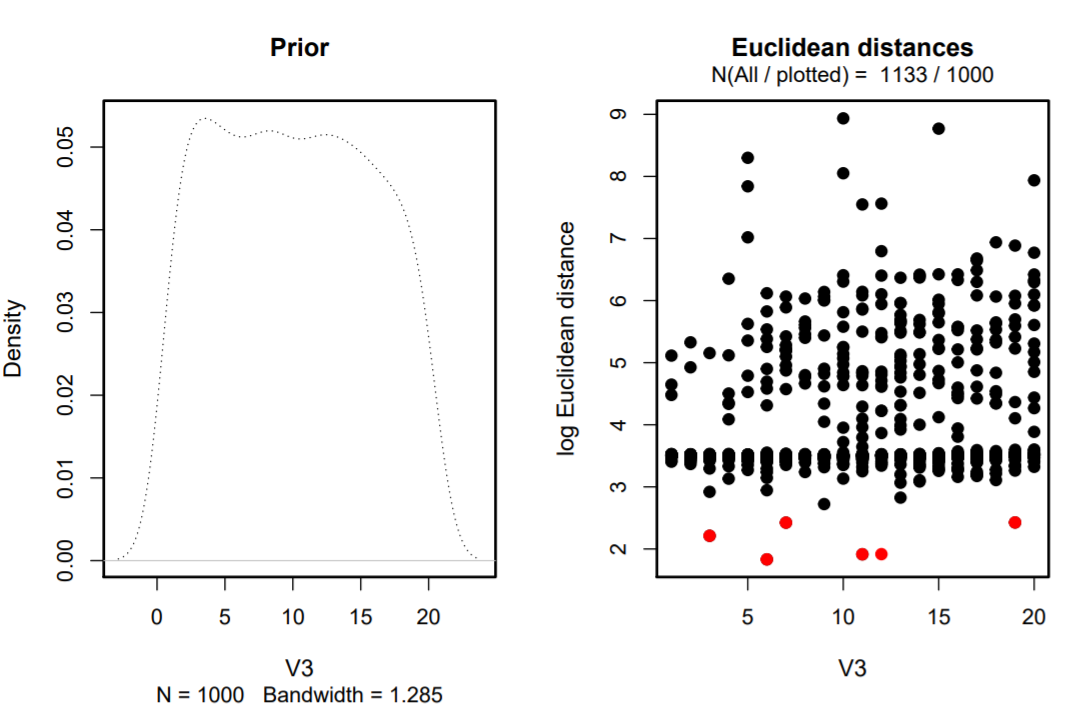 Prior
Density
0.00
0.01
0.02
0.03
0.04
0.05
0
5
10
15
20
V3
N = 1000   Bandwidth = 1.285
Euclidean distances
N(All / plotted) =  1133 / 1000
log Euclidean distance
9
8
7
6
5
4
3
2
5
10
15
20
V3